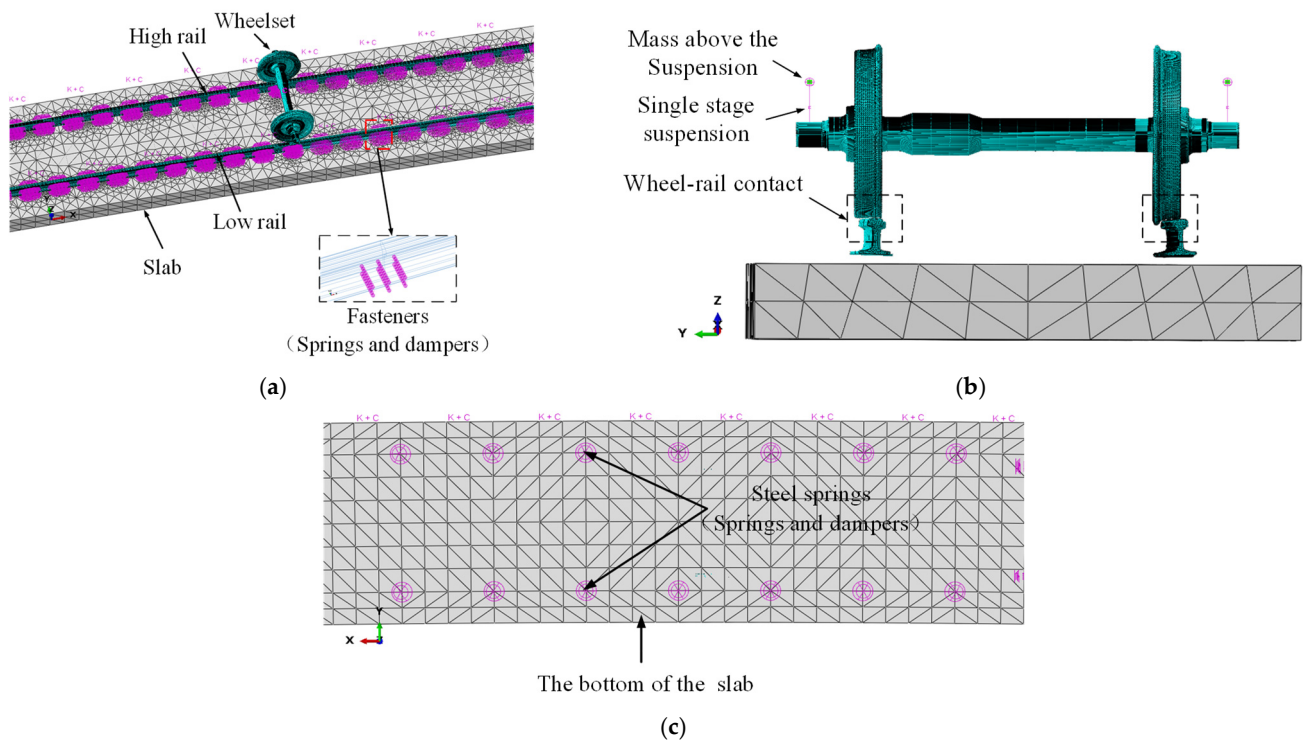 Wheelset
High rail
K + C
K + C
K + C
K + C
K + C
K + C
K + C
Low rail
Slab
Y
Z
X
Fasteners
（Springs and dampers）
(a)
Mass above the
Suspension
Single stage
suspension
Wheel-rail contact
Z
Y
(b)
K + C
K + C
K + C
K + C
K + C
K + C
K + C
K + C
Steel springs
（Springs and dampers）
Y
X
The bottom of the slab
(c)